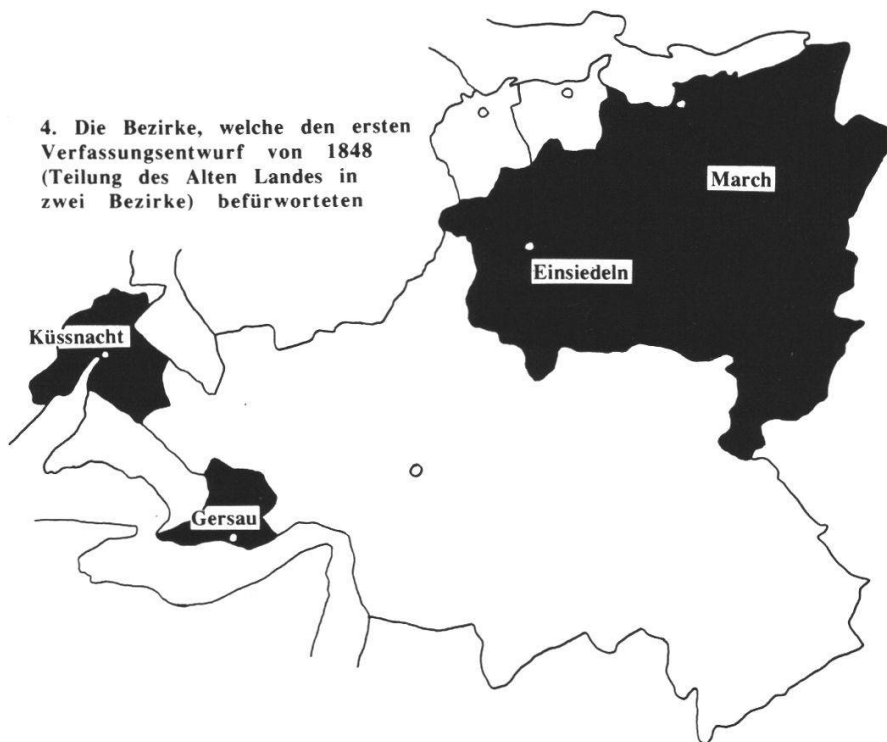 4. Die Bezirke, welche den ersten
Verfassungsentwurf von 1848
(Teilung des Alten Landes in
zwei Bezirke) befürworteten
March
Einsiedeln
Küssnacht
Gersau